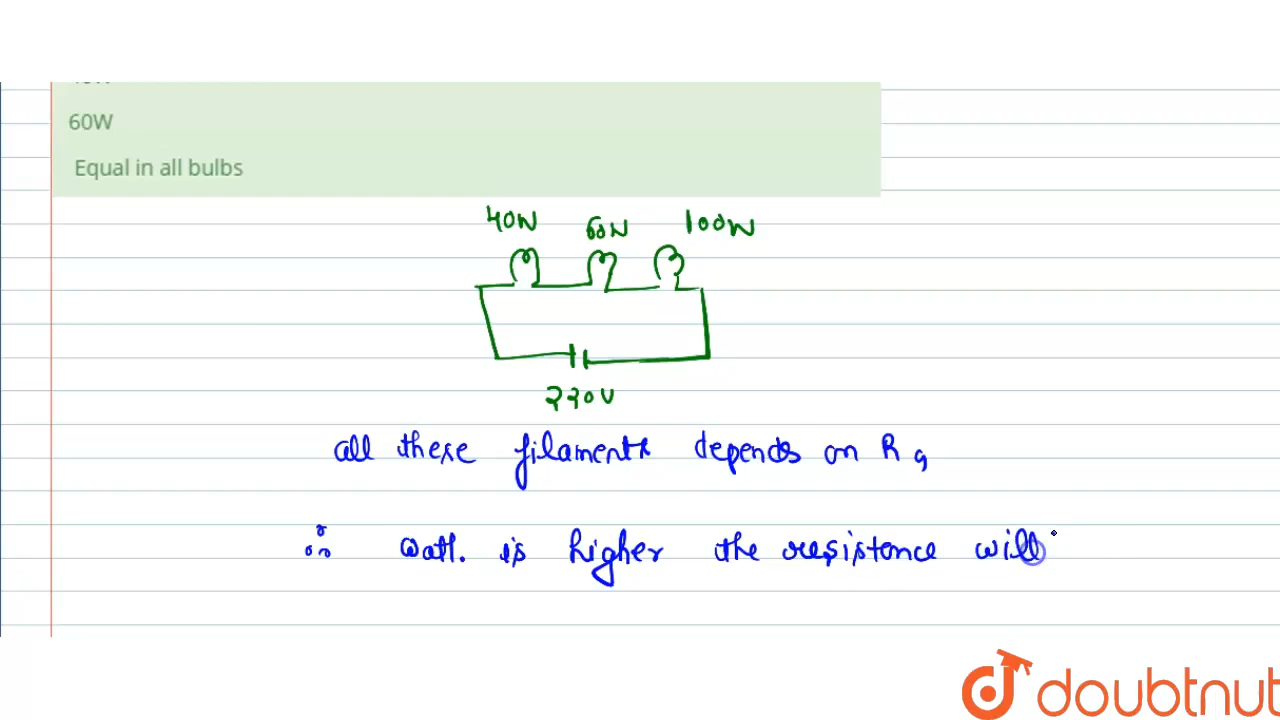 60W
Equal in all bulbs
40W 60W 100W
220V
all these filaments depends on R,
∴ watt. is higher the resistance will
doubtnut